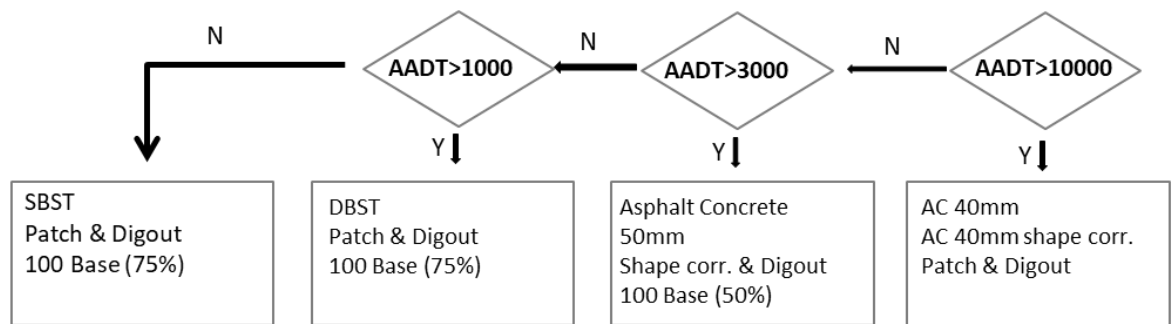 N
AADT>1000
N
AADT>3000
N
AADT>10000
Y
Y
Y
SBST
Patch & Digout
100 Base (75%)
DBST
Patch & Digout
100 Base (75%)
Asphalt Concrete
50mm
Shape corr. & Digout
100 Base (50%)
AC 40mm
AC 40mm shape corr.
Patch & Digout